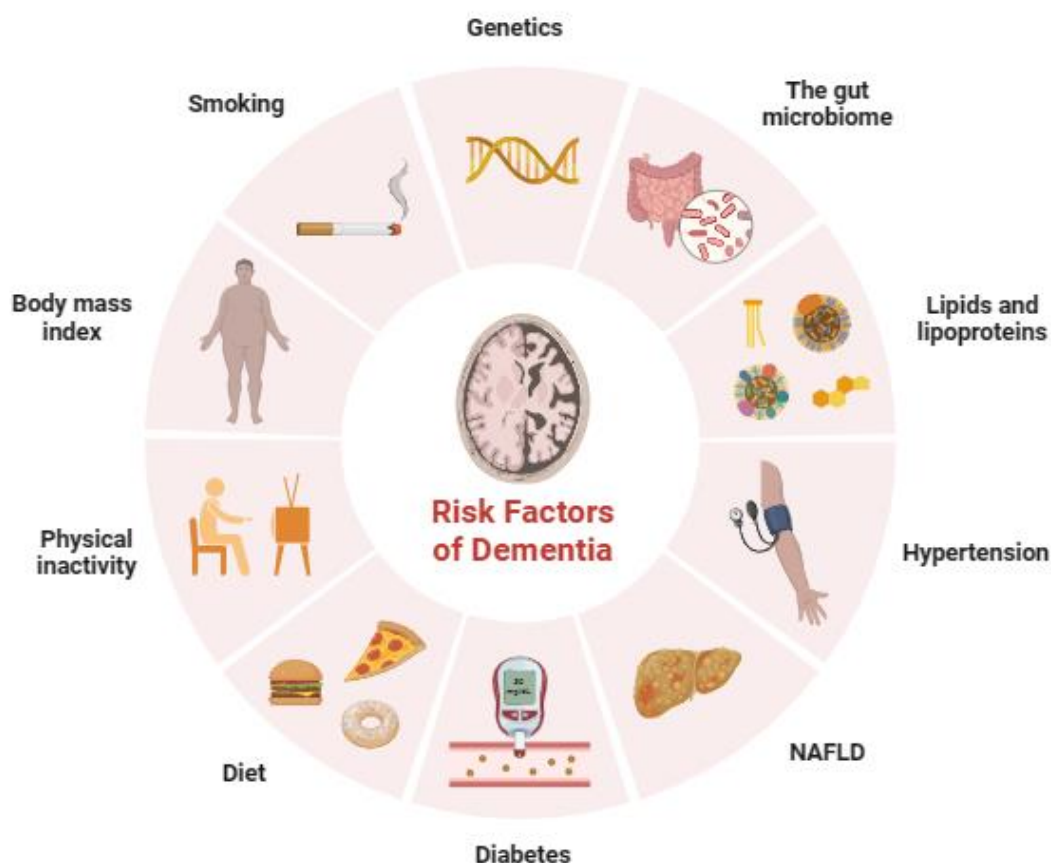 Genetics
Smoking
The gut
microbiome
Body mass
index
Lipids and
lipoproteins
Risk Factors
of Dementia
Physical
inactivity
Hypertension
Diet
NAFLD
Diabetes